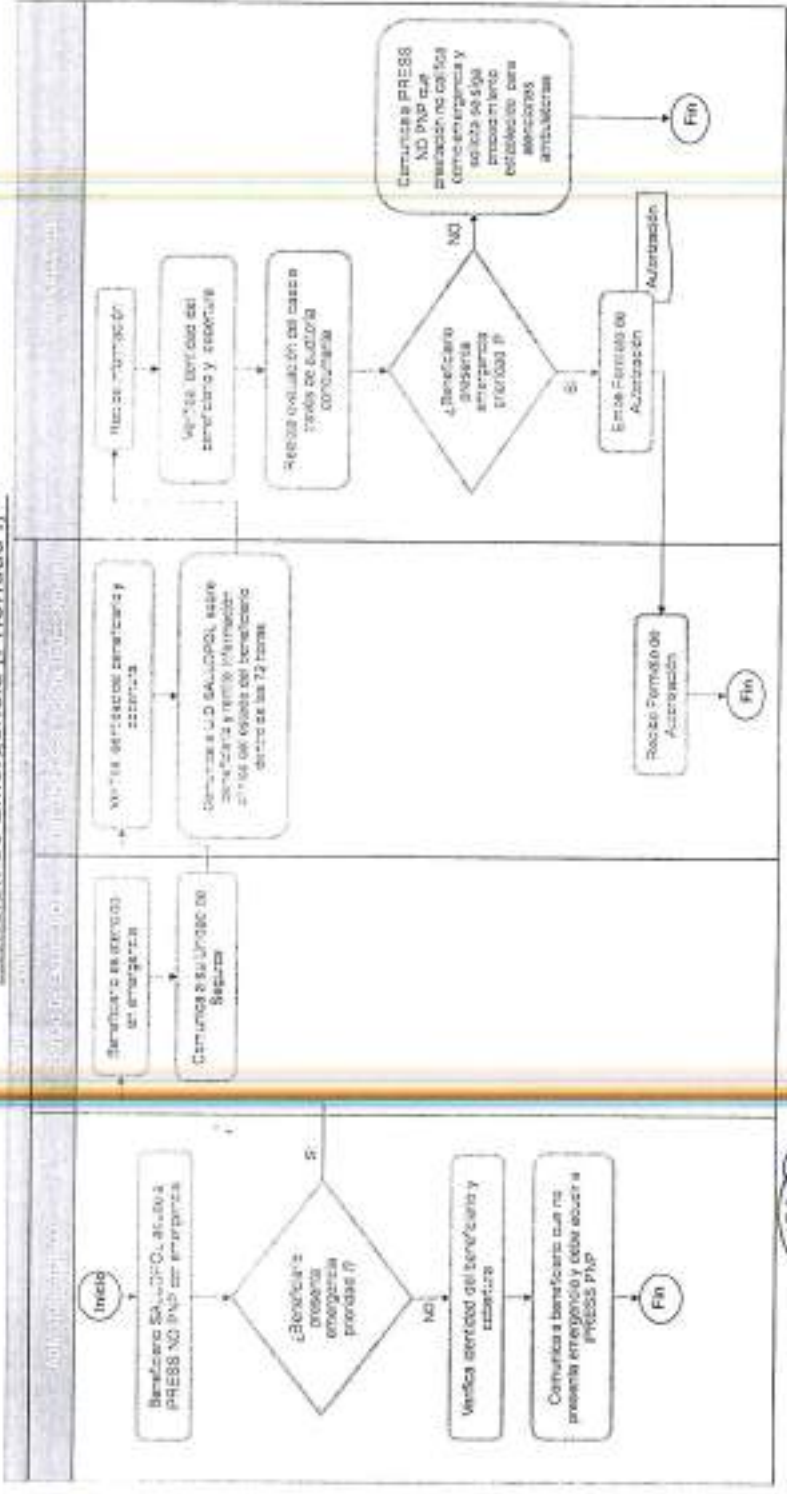 Inicio
Beneficiario SALUDPOL acude a
IPRESS NO PNP por emergencia
¿Beneficiario
presenta
emergencia
prioridad I?
SI
NO
Verifica identidad del beneficiario y
cobertura
Comunica a beneficiario que no
presenta emergencia y debe acudir a
IPRESS PNP
Fin
Beneficiario es atendido
en emergencia
Comunica a su Unidad de
Seguros
Verifica identidad del beneficiario y
cobertura
Comunica a UD SALUDPOL sobre
beneficiario y remite información
del estado del beneficiario
dentro de las 72 horas
Recibe Formato de
Autorización
Fin
Recibe información
Verifica identidad del
beneficiario y cobertura
Realiza evaluación del caso a
través de auditoría
concurrente
¿Beneficiario
presenta
emergencia
prioridad I?
NO
SI
Comunica a IPRESS
NO PNP que
prestación no califica
como emergencia y
solicita se siga
procedimiento
establecido para
atenciones
ambulatorias
Fin
Emite Formato de
Autorización
Autorización